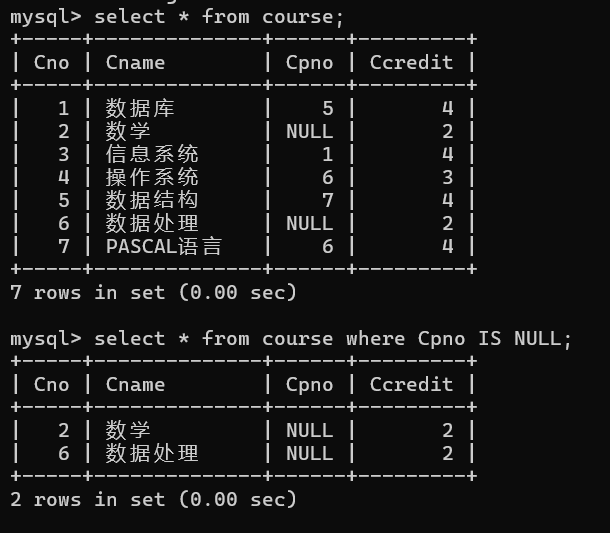 mysql> select * from course;
+-----+--------------+------+---------+
| Cno | Cname        | Cpno | Ccredit |
+-----+--------------+------+---------+
|   1 | 数据库       |    5 |       4 |
|   2 | 数学         | NULL |       2 |
|   3 | 信息系统     |    1 |       4 |
|   4 | 操作系统     |    6 |       3 |
|   5 | 数据结构     |    7 |       4 |
|   6 | 数据处理     | NULL |       2 |
|   7 | PASCAL语言   |    6 |       4 |
+-----+--------------+------+---------+
7 rows in set (0.00 sec)

mysql> select * from course where Cpno IS NULL;
+-----+--------------+------+---------+
| Cno | Cname        | Cpno | Ccredit |
+-----+--------------+------+---------+
|   2 | 数学         | NULL |       2 |
|   6 | 数据处理     | NULL |       2 |
+-----+--------------+------+---------+
2 rows in set (0.00 sec)